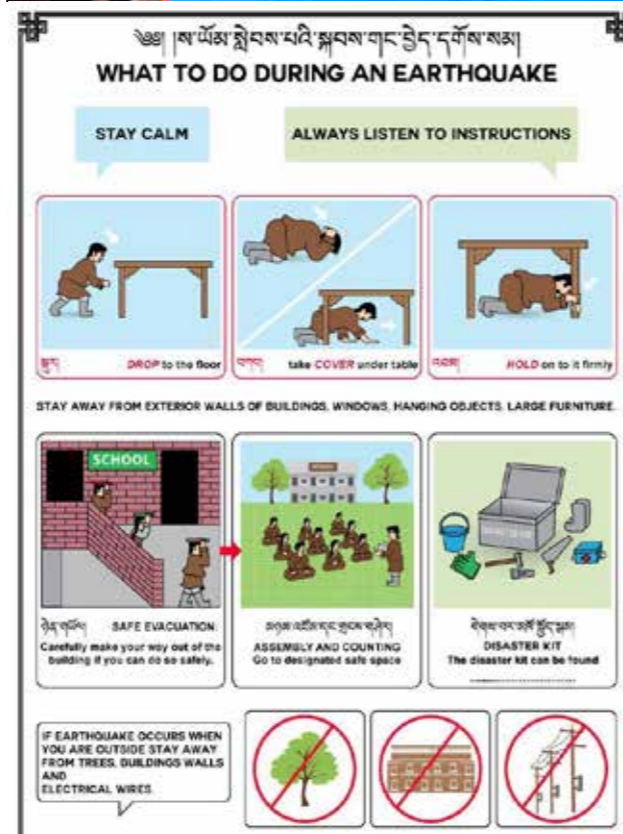 ༄༅། །ས་ཡོམ་སླེབས་པའི་སྐབས་གང་བྱེད་དགོས་སམ།
WHAT TO DO DURING AN EARTHQUAKE
STAY CALM
ALWAYS LISTEN TO INSTRUCTIONS
DROP to the floor
take COVER under table
HOLD on to it firmly
STAY AWAY FROM EXTERIOR WALLS OF BUILDINGS, WINDOWS, HANGING OBJECTS, LARGE FURNITURE.
SCHOOL
SAFE EVACUATION:
Carefully make your way out of the
building if you can do so safely.
ASSEMBLY AND COUNTING
Go to designated safe space
DISASTER KIT
The disaster kit can be found
IF EARTHQUAKE OCCURS WHEN
YOU ARE OUTSIDE STAY AWAY
FROM TREES, BUILDINGS WALLS
AND
ELECTRICAL WIRES.